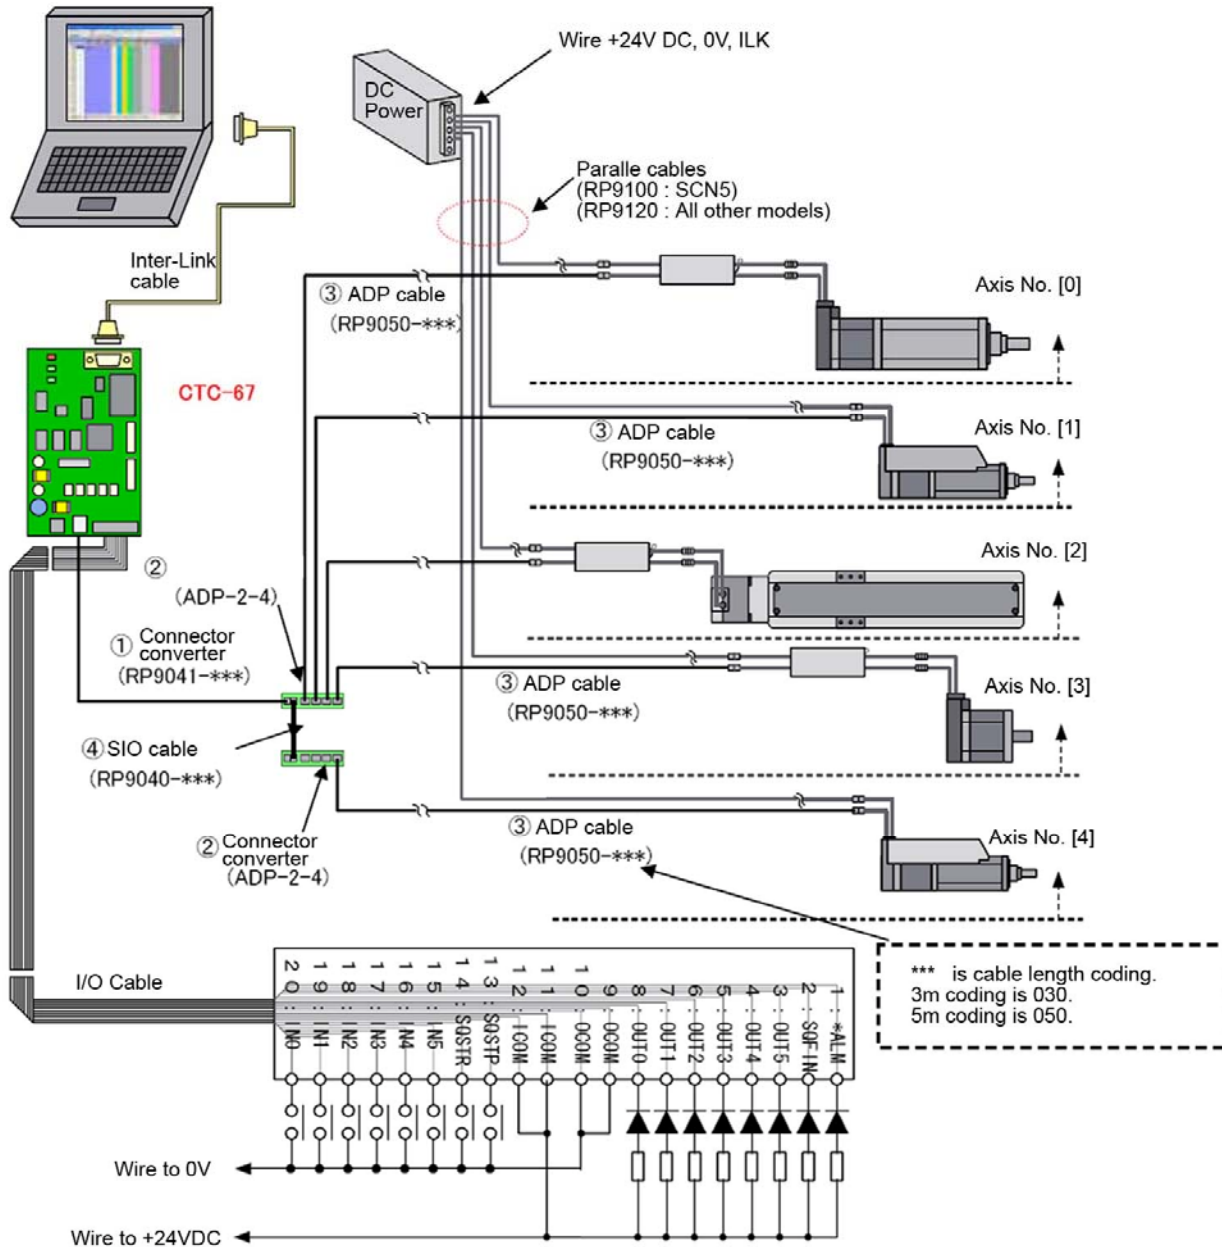 Wire +24V DC, 0V, ILK
DC
Power
Paralle cables
(RP9100 : SCN5)
(RP9120 : All other models)
Inter-Link
cable
③ ADP cable
(RP9050-***)
Axis No. [0]
CTC-67
③ ADP cable
(RP9050-***)
Axis No. [1]
②
(ADP-2-4)
Axis No. [2]
① Connector
converter
(RP9041-***)
③ ADP cable
(RP9050-***)
Axis No. [3]
④ SIO cable
(RP9040-***)
② Connector
converter
(ADP-2-4)
③ ADP cable
(RP9050-***)
Axis No. [4]
*** is cable length coding.
3m coding is 030.
5m coding is 050.
I/O Cable
20 : IN0
19 : IN1
18 : IN2
17 : IN3
16 : IN4
15 : IN5
14 : SQSTR
13 : SQSTP
12 : ICOM
11 : ICOM
10 : OCOM
9 : OCOM
8 : OUT0
7 : OUT1
6 : OUT2
5 : OUT3
4 : OUT4
3 : OUT5
2 : SQFIN
1 : *ALM
Wire to 0V
Wire to +24VDC